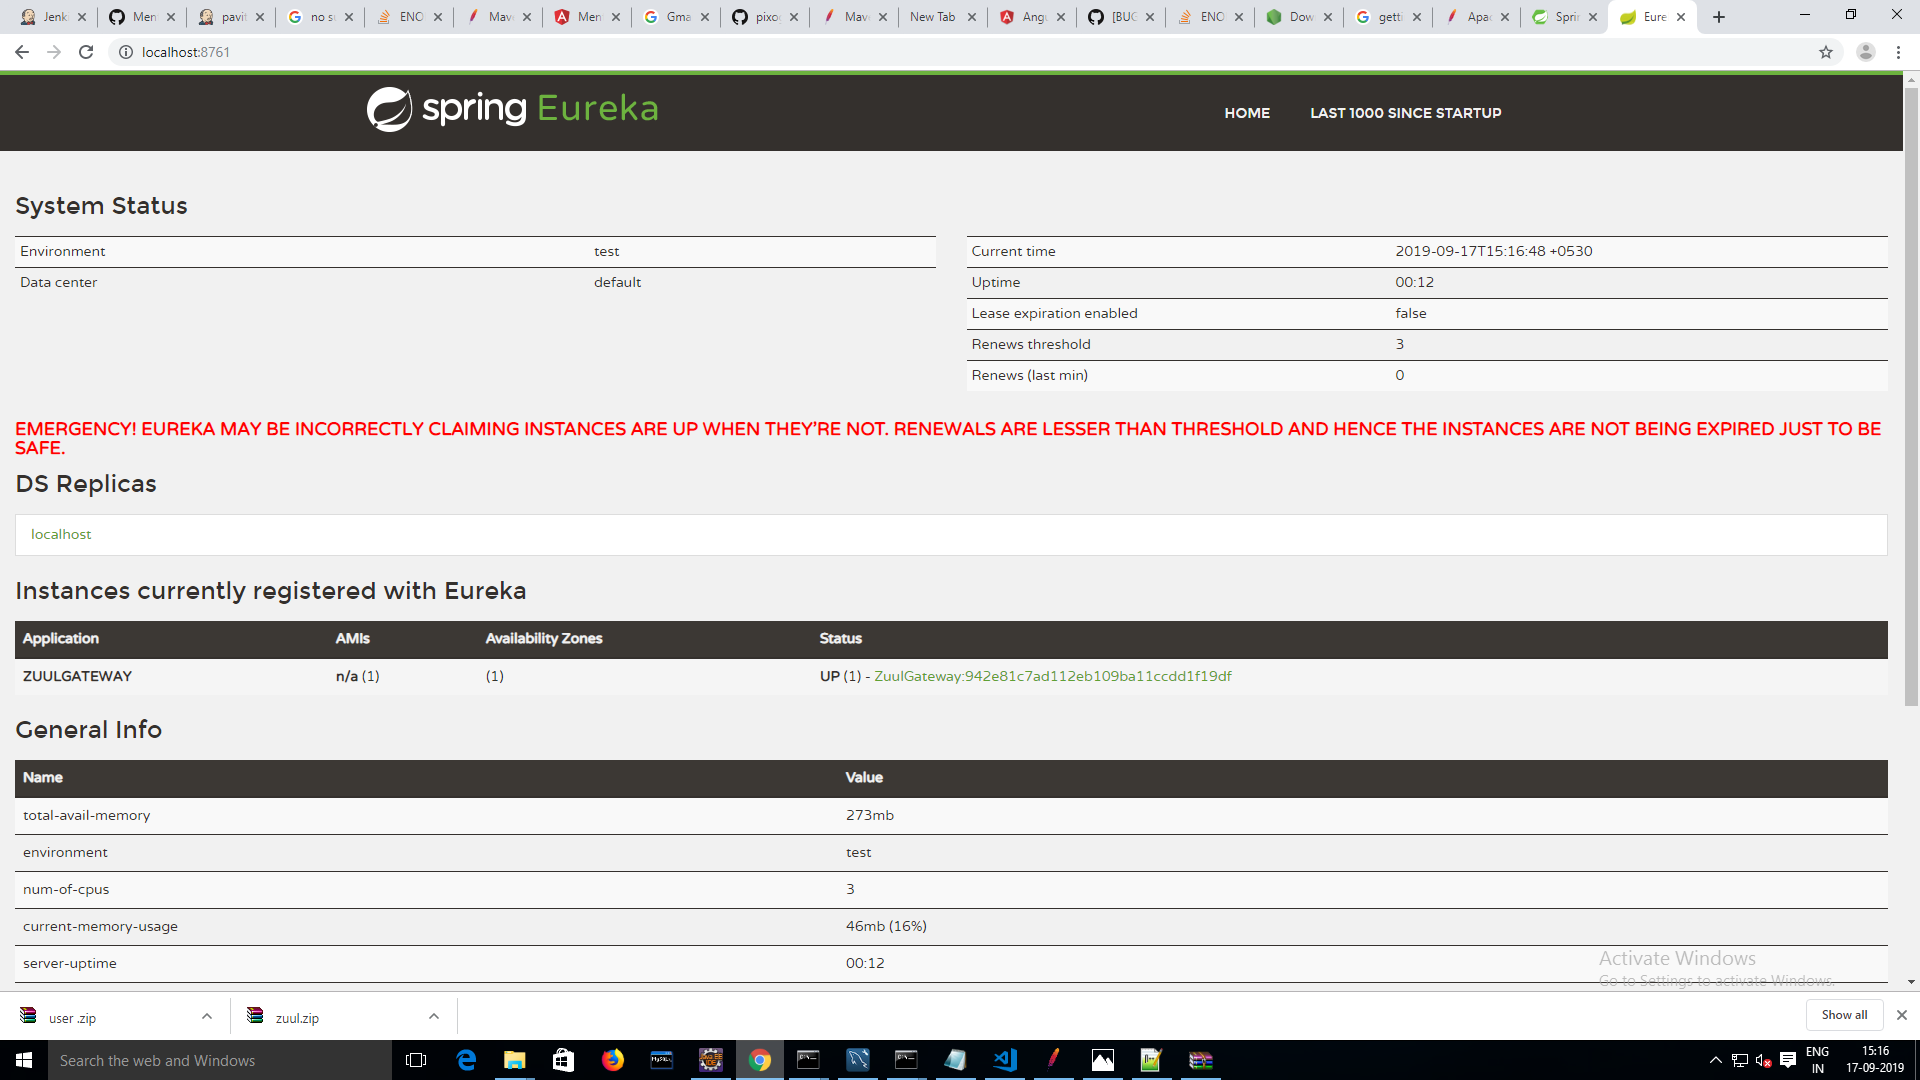 Jenk
Men
pavit
no su
ENO
Mav
Men
Gma
pixo
Mave
New Tab
Angu
[BUG
ENO
Dow
getti
Apac
Sprin
Eure
localhost:8761
spring Eureka
HOME
LAST 1000 SINCE STARTUP
System Status
Environment test
Data center default
Current time 2019-09-17T15:16:48 +0530
Uptime 00:12
Lease expiration enabled false
Renews threshold 3
Renews (last min) 0
EMERGENCY! EUREKA MAY BE INCORRECTLY CLAIMING INSTANCES ARE UP WHEN THEY'RE NOT. RENEWALS ARE LESSER THAN THRESHOLD AND HENCE THE INSTANCES ARE NOT BEING EXPIRED JUST TO BE
SAFE.
DS Replicas
localhost
Instances currently registered with Eureka
Application AMIs Availability Zones Status
ZUULGATEWAY n/a (1) (1) UP (1) - ZuulGateway:942e81c7ad112eb109ba11ccdd1f19df
General Info
Name Value
total-avail-memory 273mb
environment test
num-of-cpus 3
current-memory-usage 46mb (16%)
server-uptime 00:12
Activate Windows
Go to Settings to activate Windows.
user .zip
zuul.zip
Show all
Search the web and Windows
ENG
IN
15:16
17-09-2019